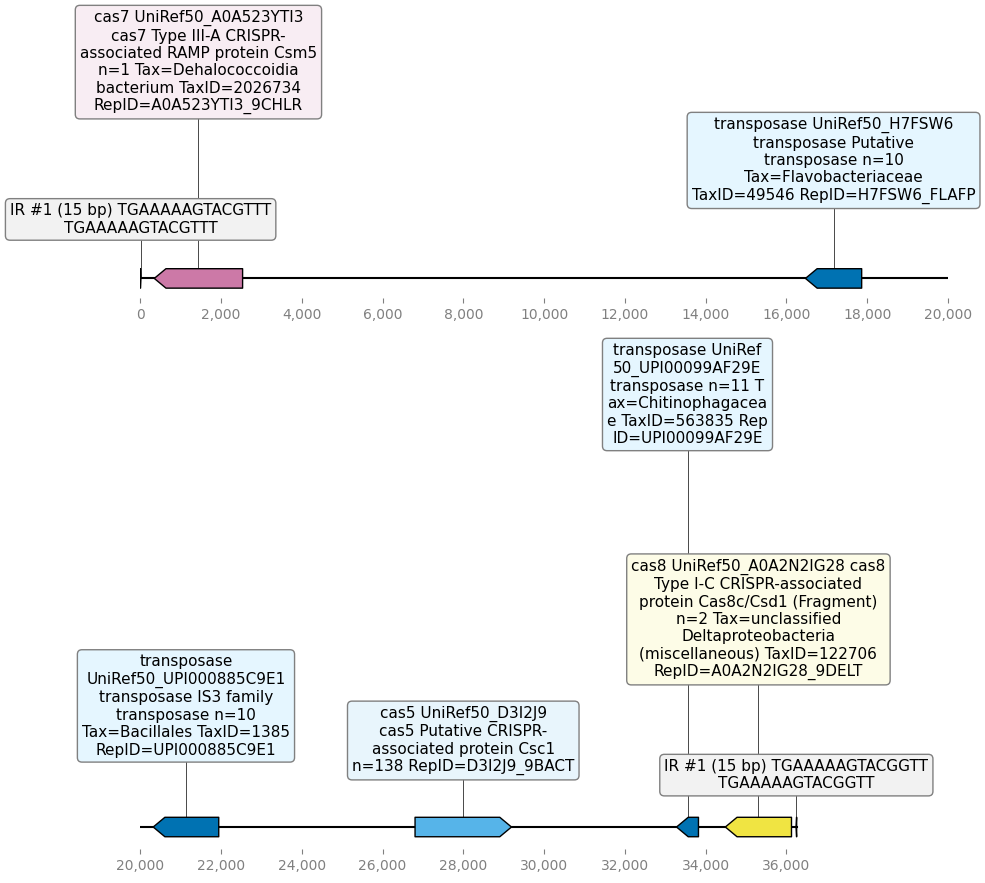 cas7 UniRef50_A0A523YTI3
cas7 Type III-A CRISPR-
associated RAMP protein Csm5
n=1 Tax=Dehalococcoidia
bacterium TaxID=2026734
RepID=A0A523YTI3_9CHLR
transposase UniRef50_H7FSW6
transposase Putative
transposase n=10
Tax=Flavobacteriaceae
TaxID=49546 RepID=H7FSW6_FLAFP
IR #1 (15 bp) TGAAAAAGTACGTTT
TGAAAAAGTACGTTT
0 2,000 4,000 6,000 8,000 10,000 12,000 14,000 16,000 18,000 20,000
transposase UniRef
50_UPI00099AF29E
transposase n=11 T
ax=Chitinophagacea
e TaxID=563835 Rep
ID=UPI00099AF29E
cas8 UniRef50_A0A2N2IG28 cas8
Type I-C CRISPR-associated
protein Cas8c/Csd1 (Fragment)
n=2 Tax=unclassified
Deltaproteobacteria
(miscellaneous) TaxID=122706
RepID=A0A2N2IG28_9DELT
transposase
UniRef50_UPI000885C9E1
transposase IS3 family
transposase n=10
Tax=Bacillales TaxID=1385
RepID=UPI000885C9E1
cas5 UniRef50_D3I2J9
cas5 Putative CRISPR-
associated protein Csc1
n=138 RepID=D3I2J9_9BACT
IR #1 (15 bp) TGAAAAAGTACGGTT
TGAAAAAGTACGGTT
20,000 22,000 24,000 26,000 28,000 30,000 32,000 34,000 36,000